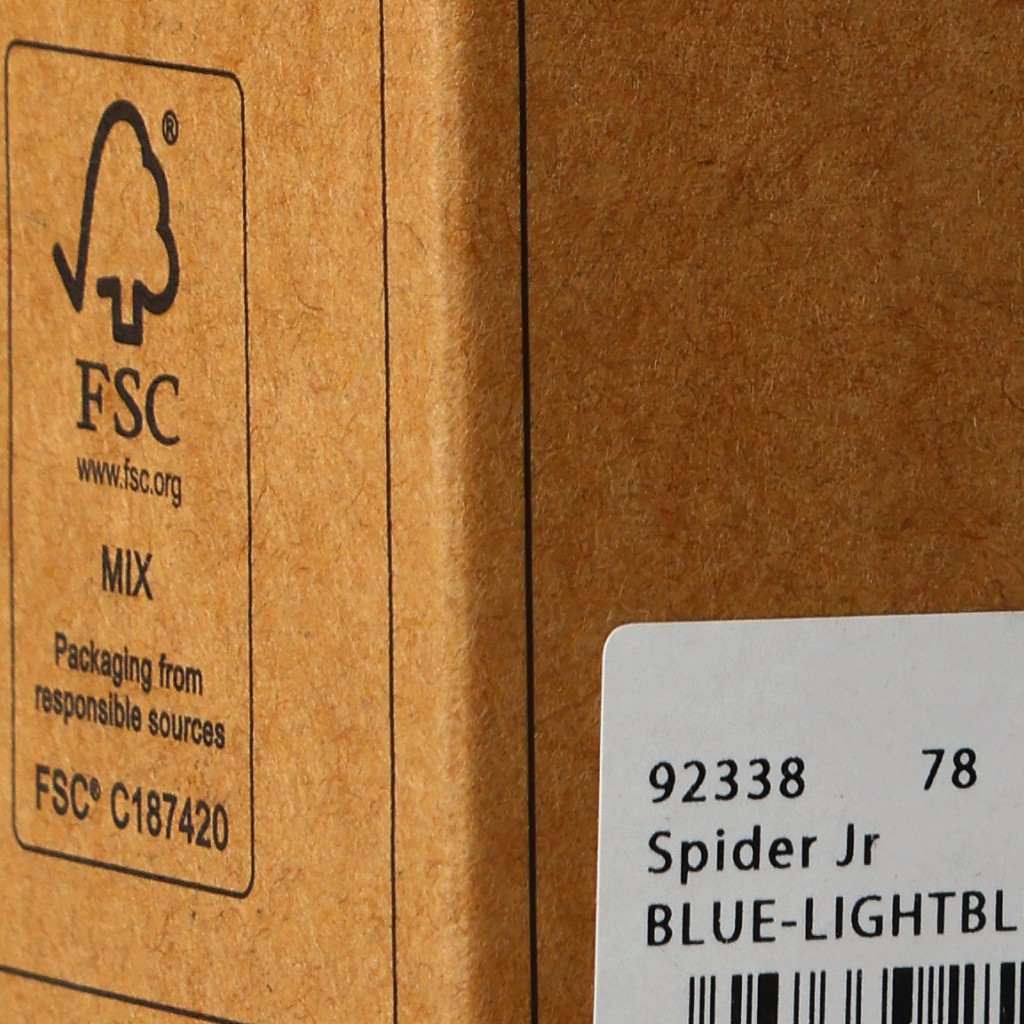 ®
FSC
www.fsc.org
MIX
Packaging from
responsible sources
FSC® C187420
92338 78
Spider Jr
BLUE-LIGHTBL